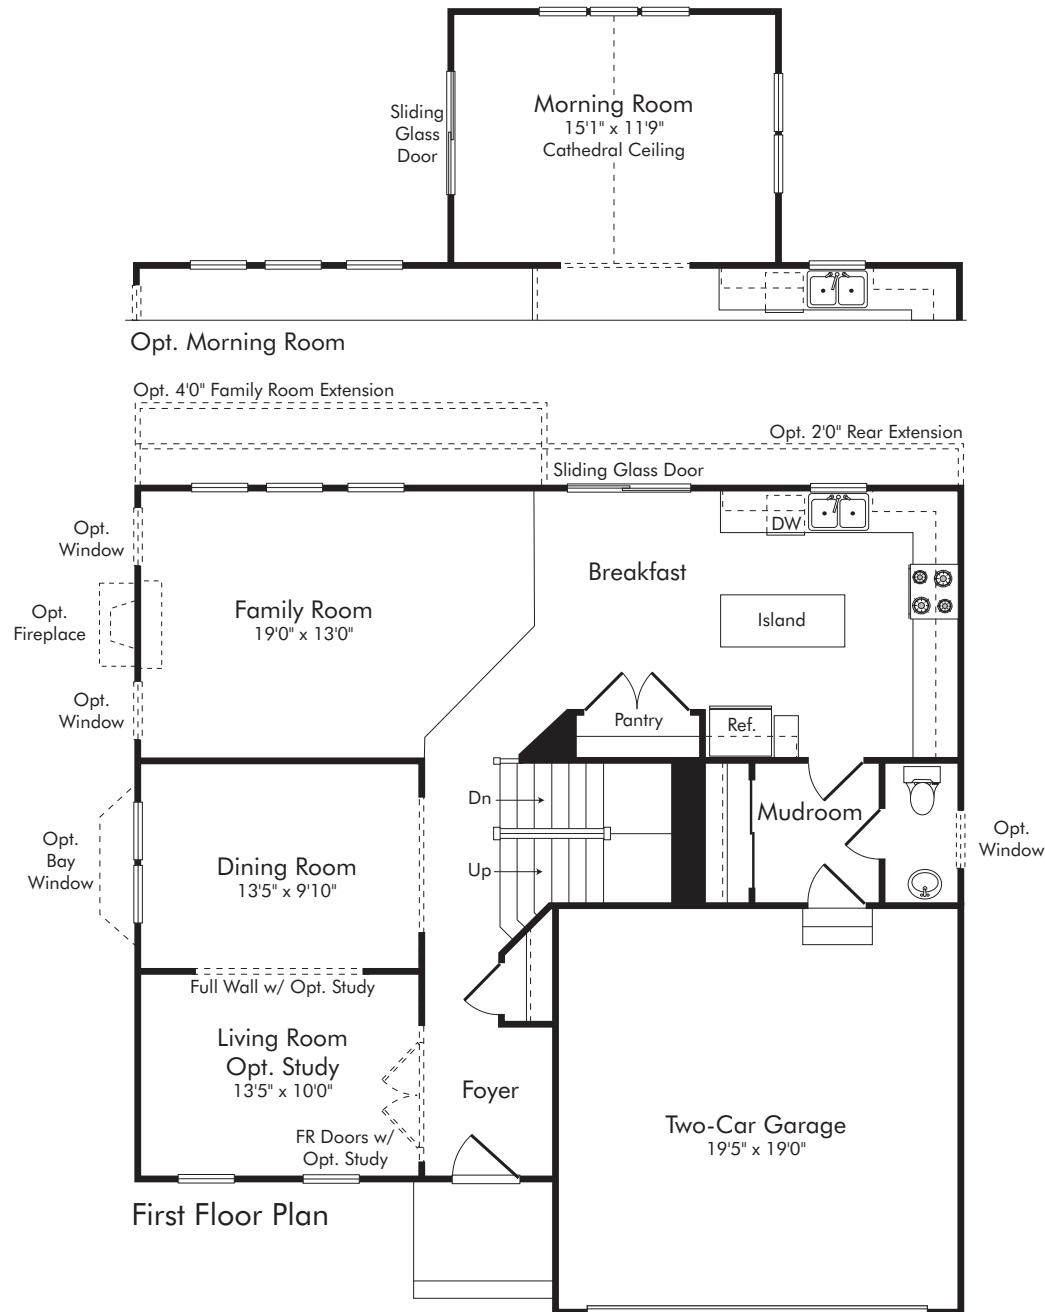 Sliding
Glass
Door
Morning Room
15'1" x 11'9"
Cathedral Ceiling
Opt. Morning Room
Opt. 4'0" Family Room Extension
Opt. 2'0" Rear Extension
Sliding Glass Door
Opt.
Window
DW
Breakfast
Family Room
19'0" x 13'0"
Opt.
Fireplace
Island
Opt.
Window
Pantry
Ref.
Dn
Mudroom
Opt.
Window
Opt.
Bay
Window
Dining Room
13'5" x 9'10"
Up
Full Wall w/ Opt. Study
Living Room
Opt. Study
13'5" x 10'0"
Foyer
FR Doors w/
Opt. Study
Two-Car Garage
19'5" x 19'0"
First Floor Plan